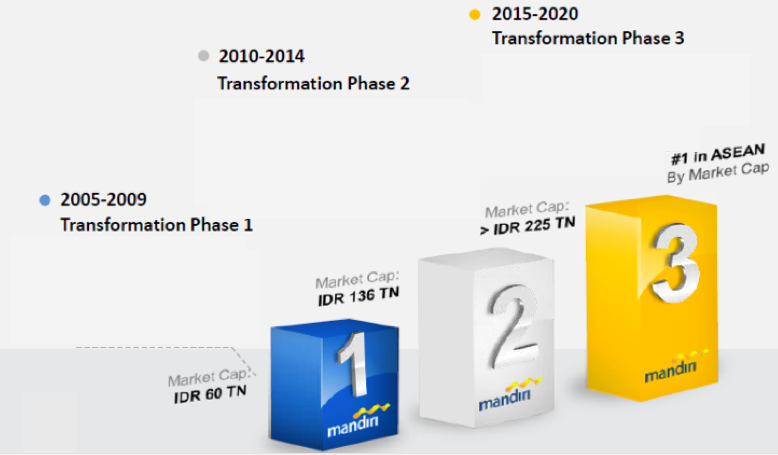 2015-2020
Transformation Phase 3
2010-2014
Transformation Phase 2
#1 in ASEAN
By Market Cap
2005-2009
Transformation Phase 1
Market Cap:
> IDR 225 TN
3
Market Cap:
IDR 136 TN
2
1
Market Cap:
IDR 60 TN
mandiri
mandiri
mandiri